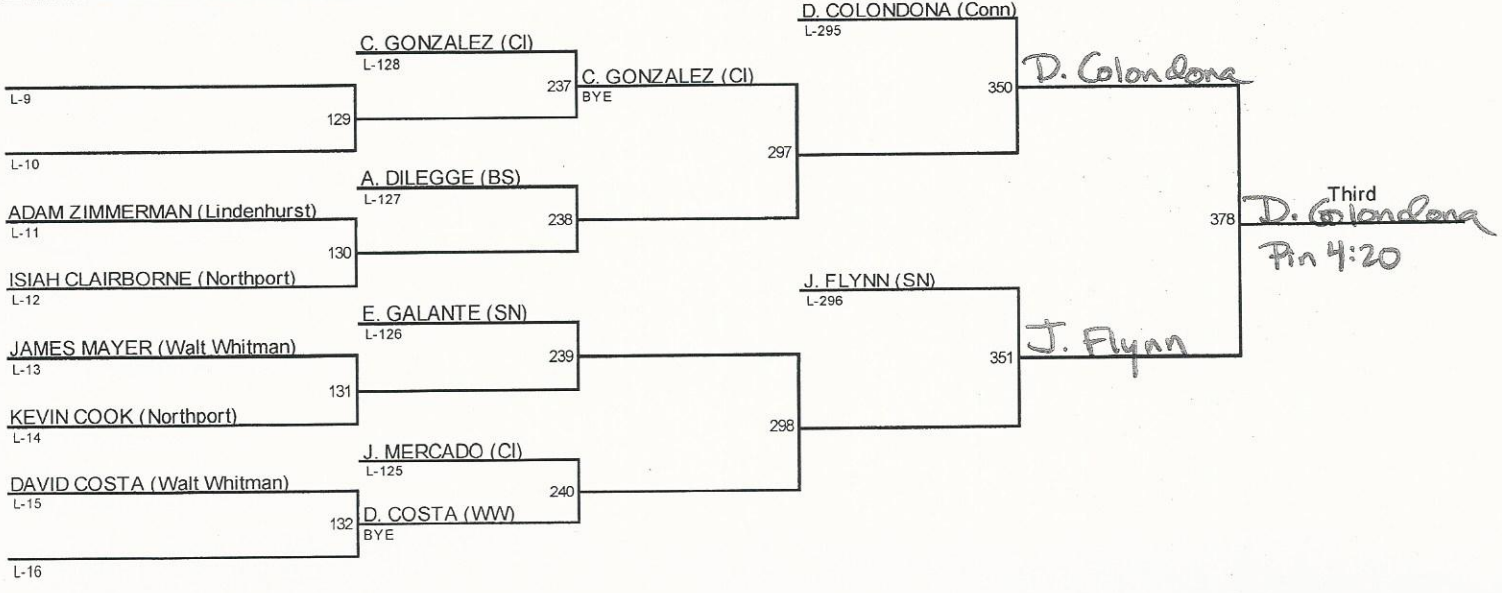 D. COLONDONA (Conn)
L-295
C. GONZALEZ (CI)
L-128
237
C. GONZALEZ (CI)
BYE
350
D. Colondona
L-9
129
L-10
297
A. DILEGGE (BS)
L-127
238
ADAM ZIMMERMAN (Lindenhurst)
L-11
130
ISIAH CLAIRBORNE (Northport)
L-12
378
Third
D. Colondona
Pin 4:20
J. FLYNN (SN)
L-296
E. GALANTE (SN)
L-126
239
JAMES MAYER (Walt Whitman)
L-13
131
KEVIN COOK (Northport)
L-14
351
J. Flynn
298
J. MERCADO (CI)
L-125
240
DAVID COSTA (Walt Whitman)
L-15
132
D. COSTA (WW)
BYE
L-16